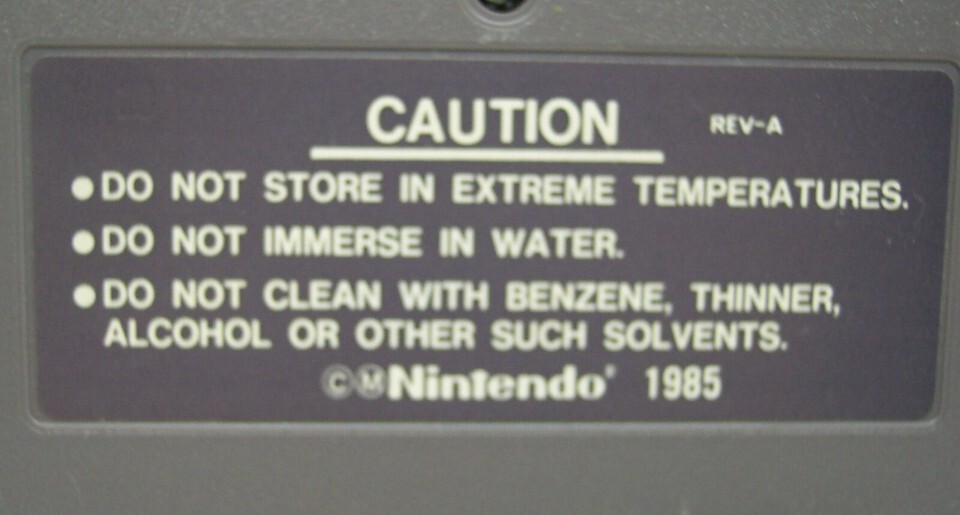 CAUTION REV-A
●DO NOT STORE IN EXTREME TEMPERATURES.
●DO NOT IMMERSE IN WATER.
●DO NOT CLEAN WITH BENZENE, THINNER,
ALCOHOL OR OTHER SUCH SOLVENTS.
©Ⓜ Nintendo® 1985